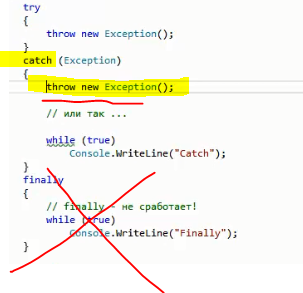 try
{
throw new Exception();
}
catch (Exception)
{
throw new Exception();
// или так ...
while (true)
Console.WriteLine("Catch");
}
finally
{
// finally - не сработает!
while (true)
Console.WriteLine("Finally");
}